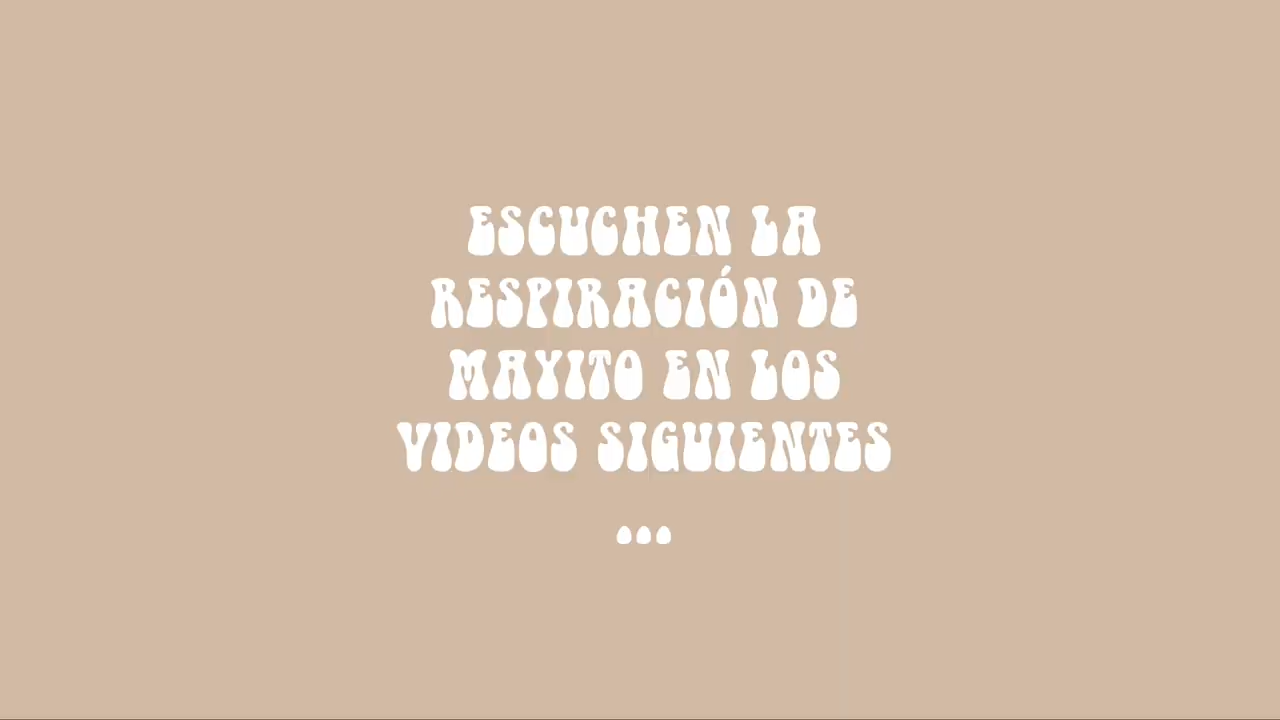 ESCUCHEN LA
RESPIRACIÓN DE
MAYITO EN LOS
VIDEOS SIGUIENTES
...